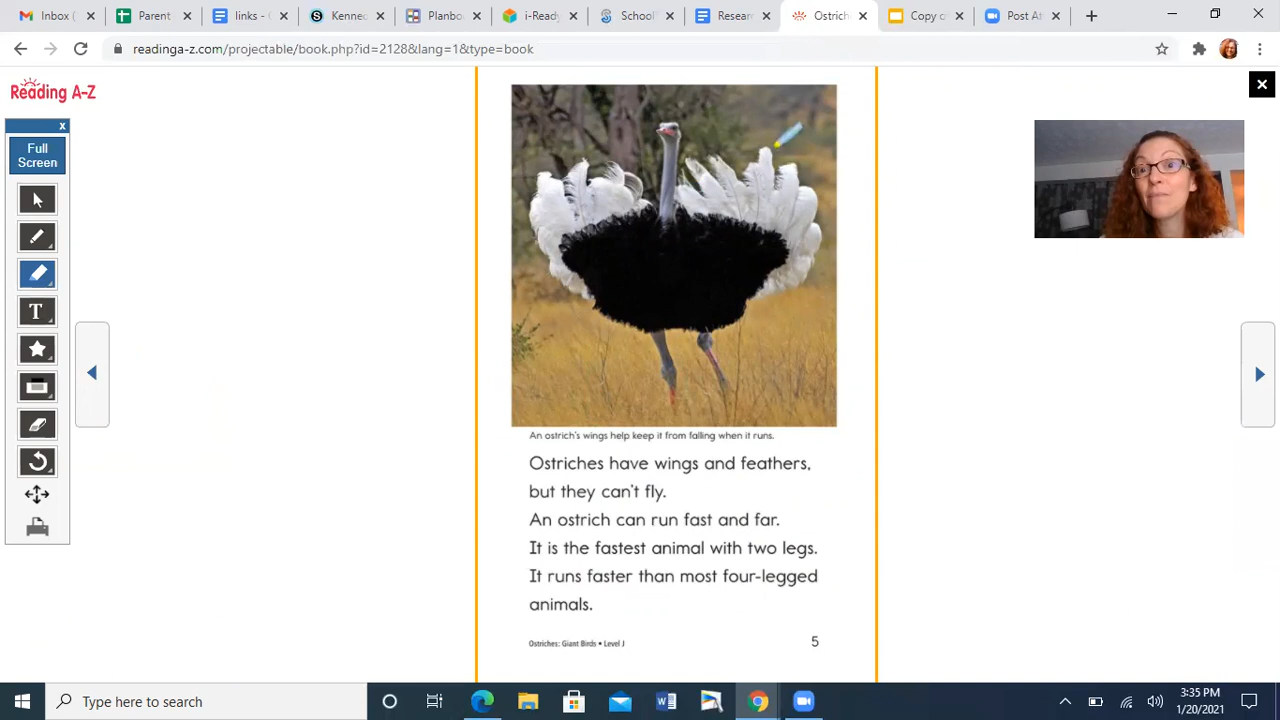 Inbox (
Parent
links -
Kenne
Planbo
i-Ready
School
Resear
Ostrich
Copy o
Post At
readinga-z.com/projectable/book.php?id=2128&lang=1&type=book
Reading A-Z
x
Full
Screen
T
An ostrich's wings help keep it from falling when it runs.
Ostriches have wings and feathers,
but they can't fly.
An ostrich can run fast and far.
It is the fastest animal with two legs.
It runs faster than most four-legged
animals.
Ostriches: Giant Birds • Level J
5
Type here to search
3:35 PM
1/20/2021